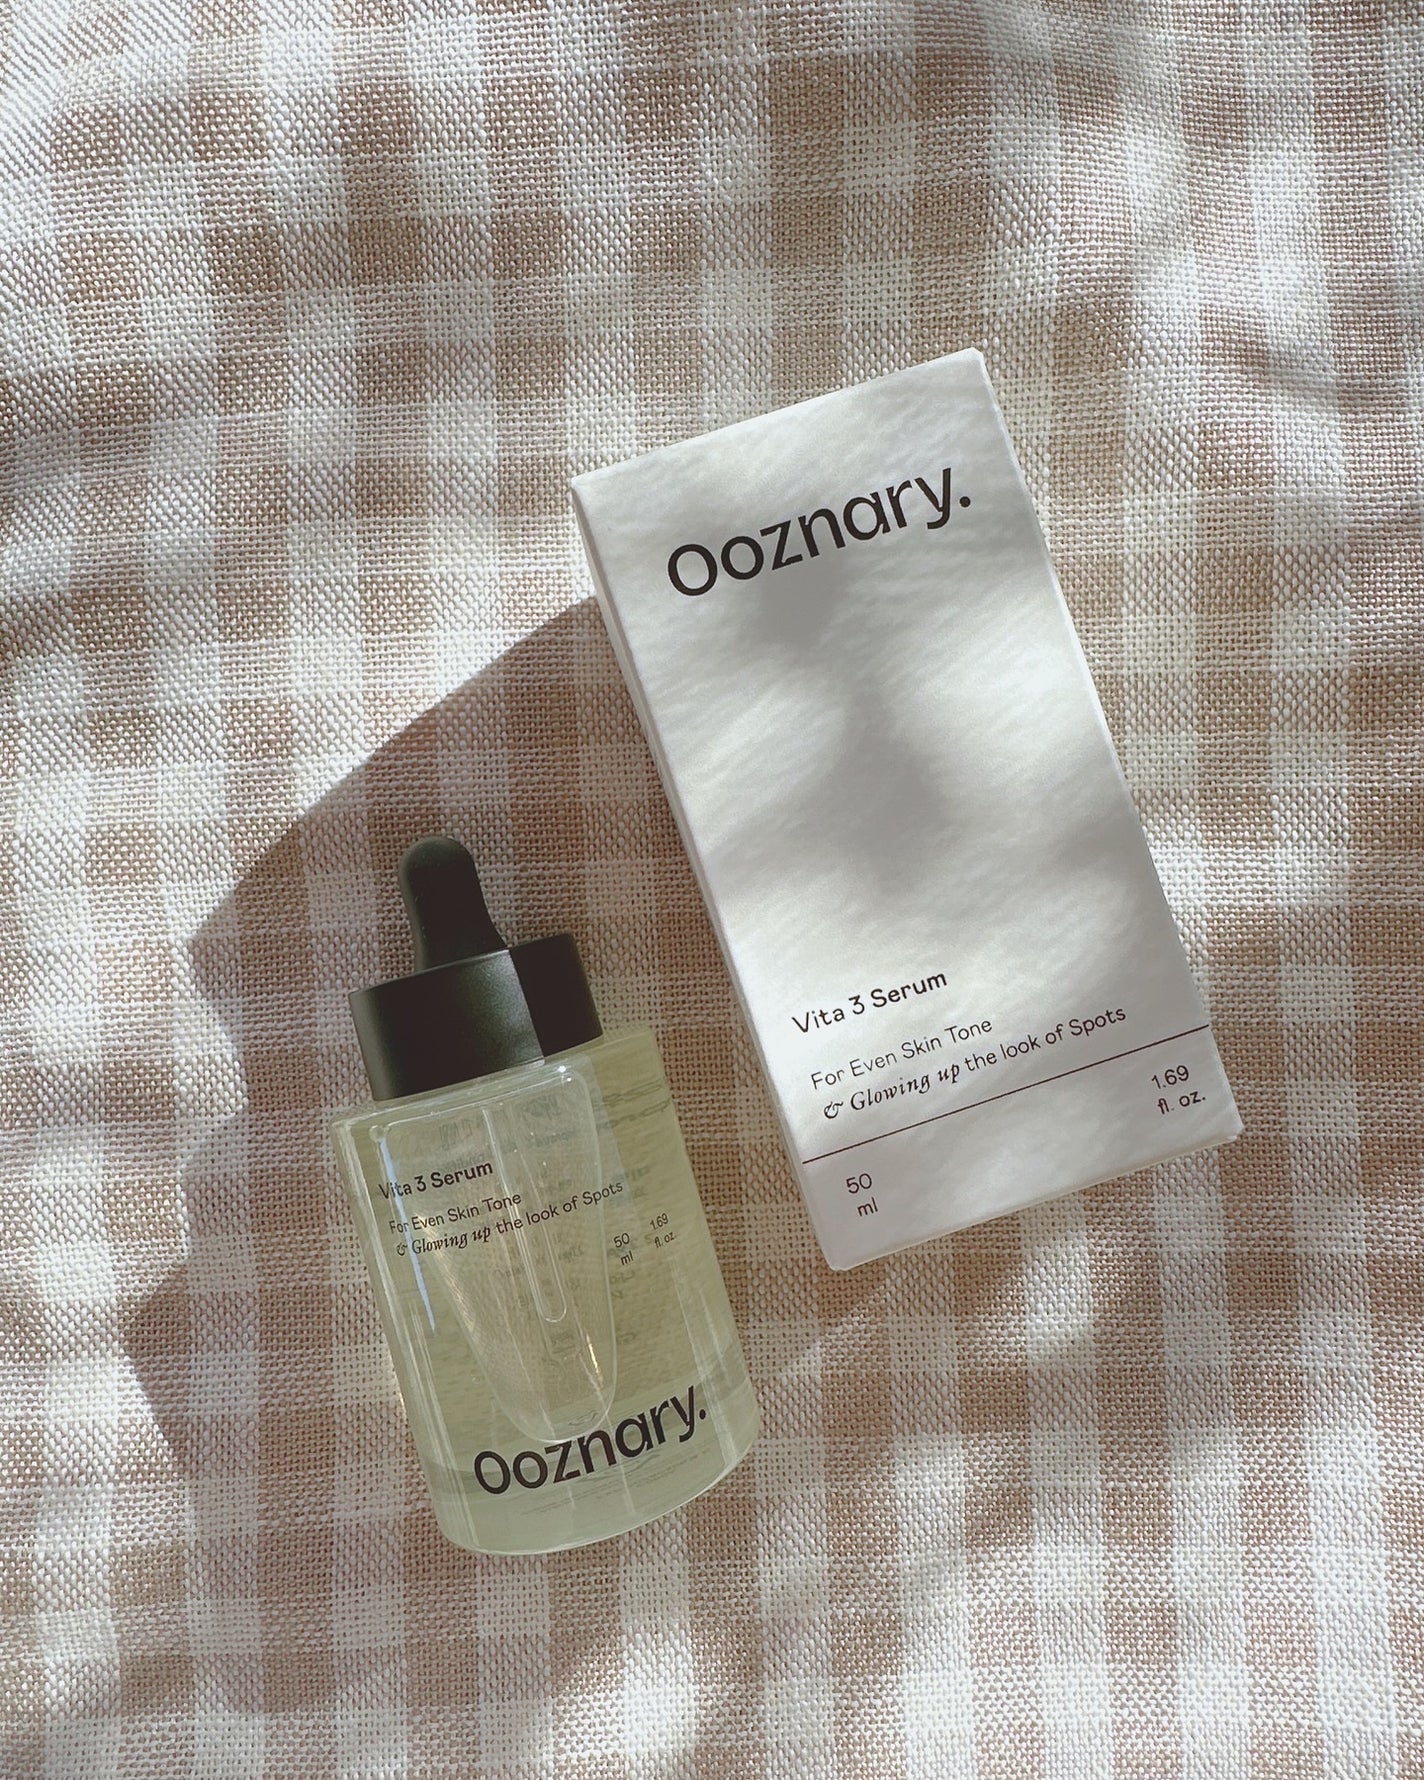 Ooznary.
Vita 3 Serum
For Even Skin Tone
& Glowing up the look of Spots
50
ml
1.69
fl. oz.
Vita 3 Serum
For Even Skin Tone
& Glowing up the look of Spots
50
ml
1.69
fl. oz.
Ooznary.